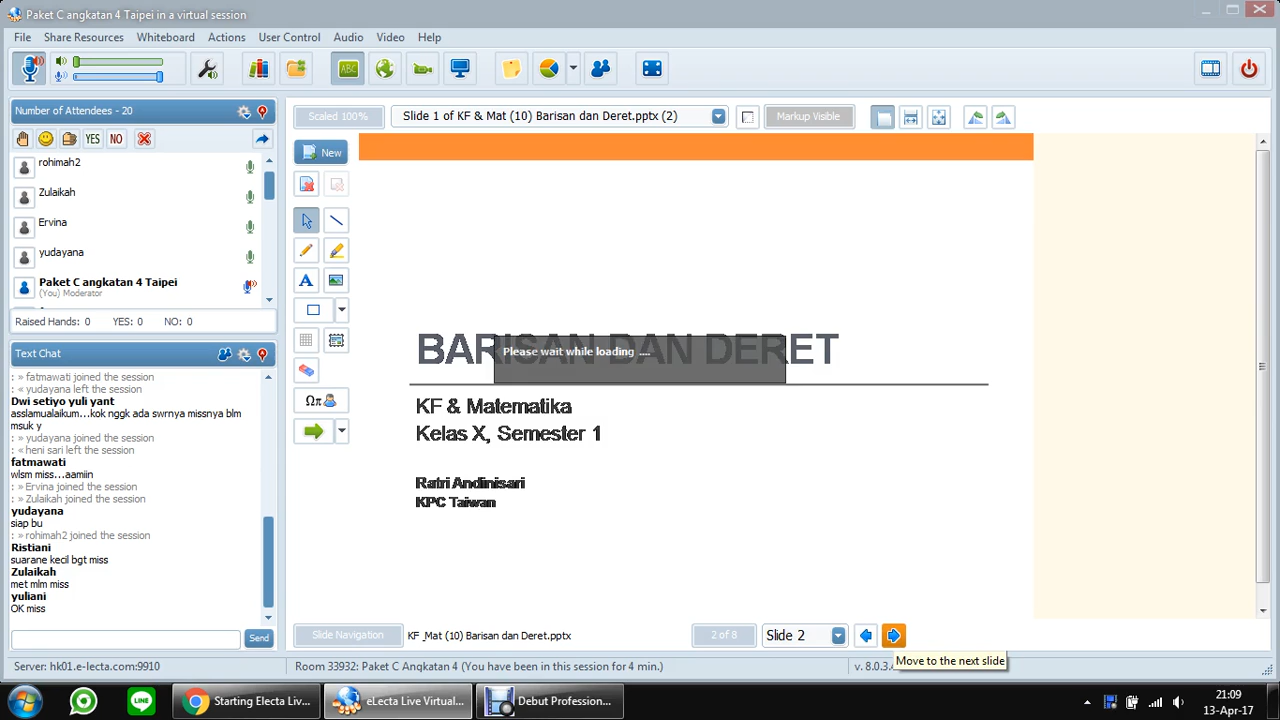 Paket C angkatan 4 Taipei in a virtual session
File Share Resources Whiteboard Actions User Control Audio Video Help
ABC
Number of Attendees - 20
YES NO
rohimah2
Zulaikah
Ervina
yudayana
Paket C angkatan 4 Taipei
(You) Moderator
Raised Hands: 0 YES: 0 NO: 0
Text Chat
: » fatmawati joined the session
: « yudayana left the session
Dwi setiyo yuli yant
asslamualaikum...kok nggk ada swrnya missnya blm
msuk y
: » yudayana joined the session
: « heni sari left the session
fatmawati
wlsm miss...aamiin
: » Ervina joined the session
: » Zulaikah joined the session
yudayana
siap bu
: » rohimah2 joined the session
Ristiani
suarane kecil bgt miss
Zulaikah
met mlm miss
yuliani
OK miss
Send
Scaled 100%
Slide 1 of KF & Mat (10) Barisan dan Deret.pptx (2)
Markup Visible
New
A
Ωπ
BARISAN DAN DERET
Please wait while loading ....
KF & Matematika
Kelas X, Semester 1
Ratri Andinisari
KPC Taiwan
Slide Navigation
KF _Mat (10) Barisan dan Deret.pptx
2 of 8
Slide 2
Move to the next slide
Server: hk01.e-lecta.com:9910
Room 33932: Paket C Angkatan 4 (You have been in this session for 4 min.)
v. 8.0.3.
LINE
Starting Electa Liv...
eLecta Live Virtual...
Debut Profession...
21:09
13-Apr-17